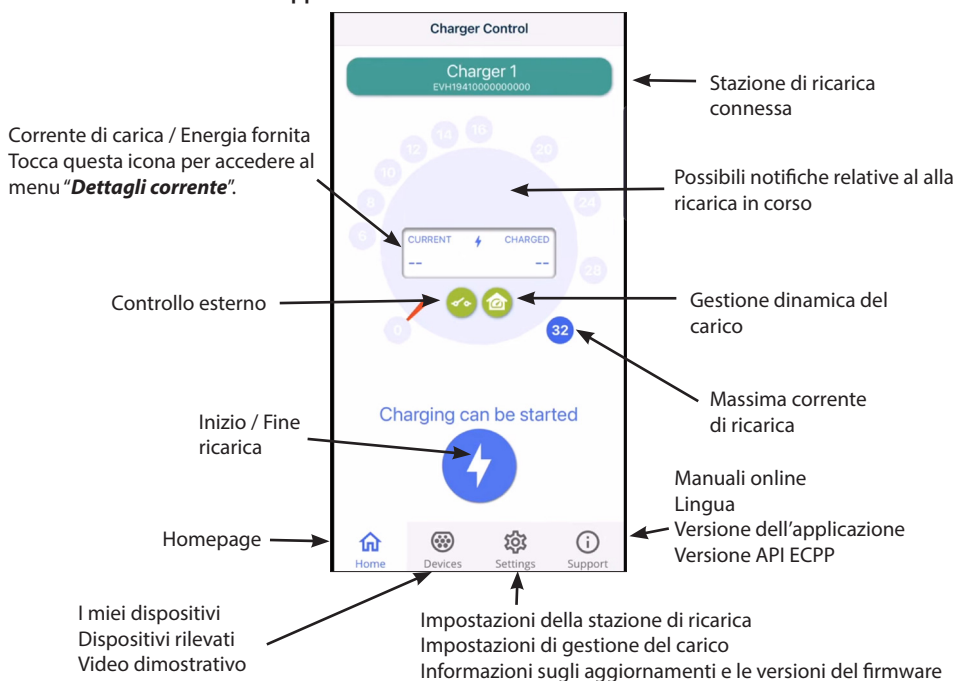 Charger Control
Charger 1
EVH19410000000000
Stazione di ricarica
connessa
Corrente di carica / Energia fornita
Tocca questa icona per accedere al
menu “Dettagli corrente”.
16
14
12
20
10
8
24
6
28
0
32
Possibili notifiche relative al alla
ricarica in corso
CURRENT
CHARGED
--
--
Controllo esterno
Gestione dinamica del
carico
Massima corrente
di ricarica
Charging can be started
Inizio / Fine
ricarica
Manuali online
Lingua
Versione dell’applicazione
Versione API ECPP
Homepage
Home
Devices
Settings
Support
I miei dispositivi
Dispositivi rilevati
Video dimostrativo
Impostazioni della stazione di ricarica
Impostazioni di gestione del carico
Informazioni sugli aggiornamenti e le versioni del firmware